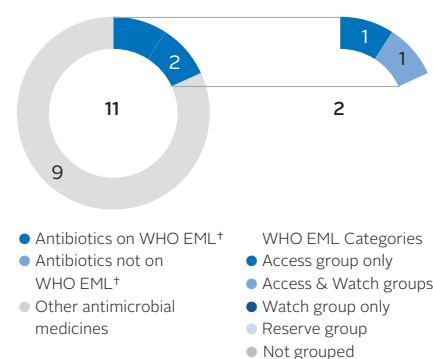 1
2
1
11
2
9
Antibiotics on WHO EML†
Antibiotics not on
WHO EML†
Other antimicrobial
medicines
WHO EML Categories
Access group only
Access & Watch groups
Watch group only
Reserve group
Not grouped